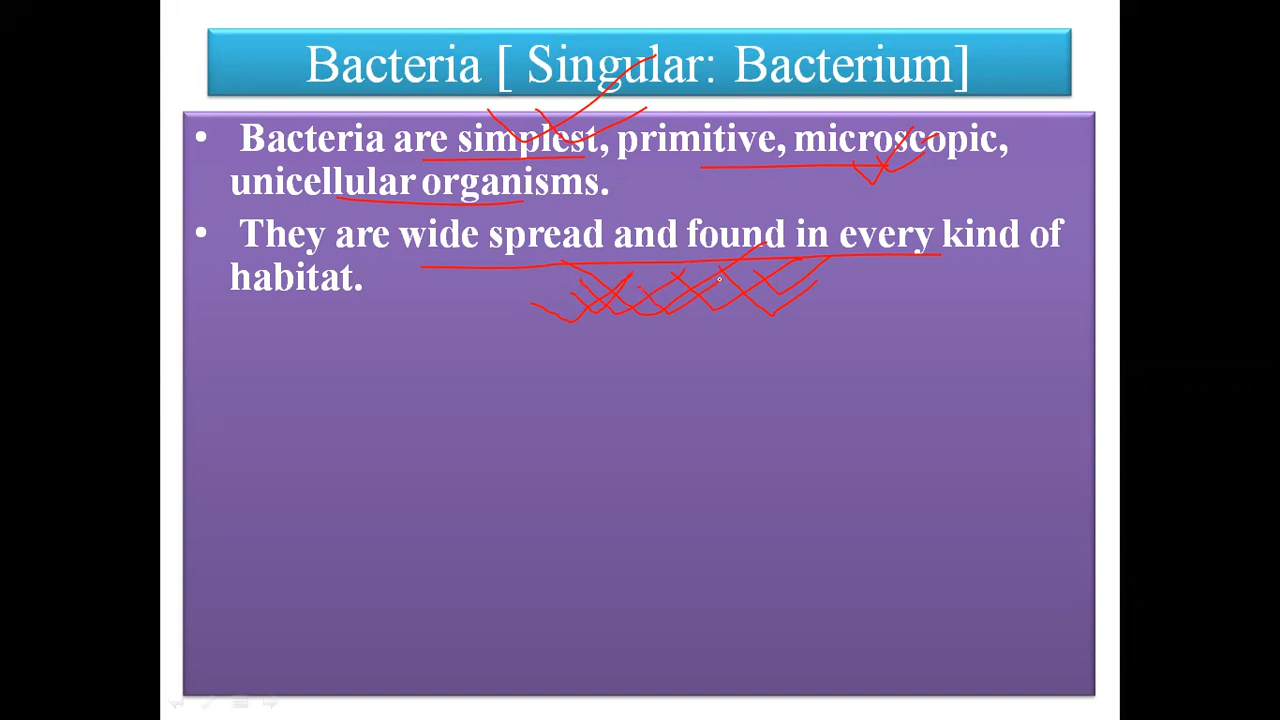 Bacteria [ Singular: Bacterium]
• Bacteria are simplest, primitive, microscopic,
unicellular organisms.
• They are wide spread and found in every kind of
habitat.